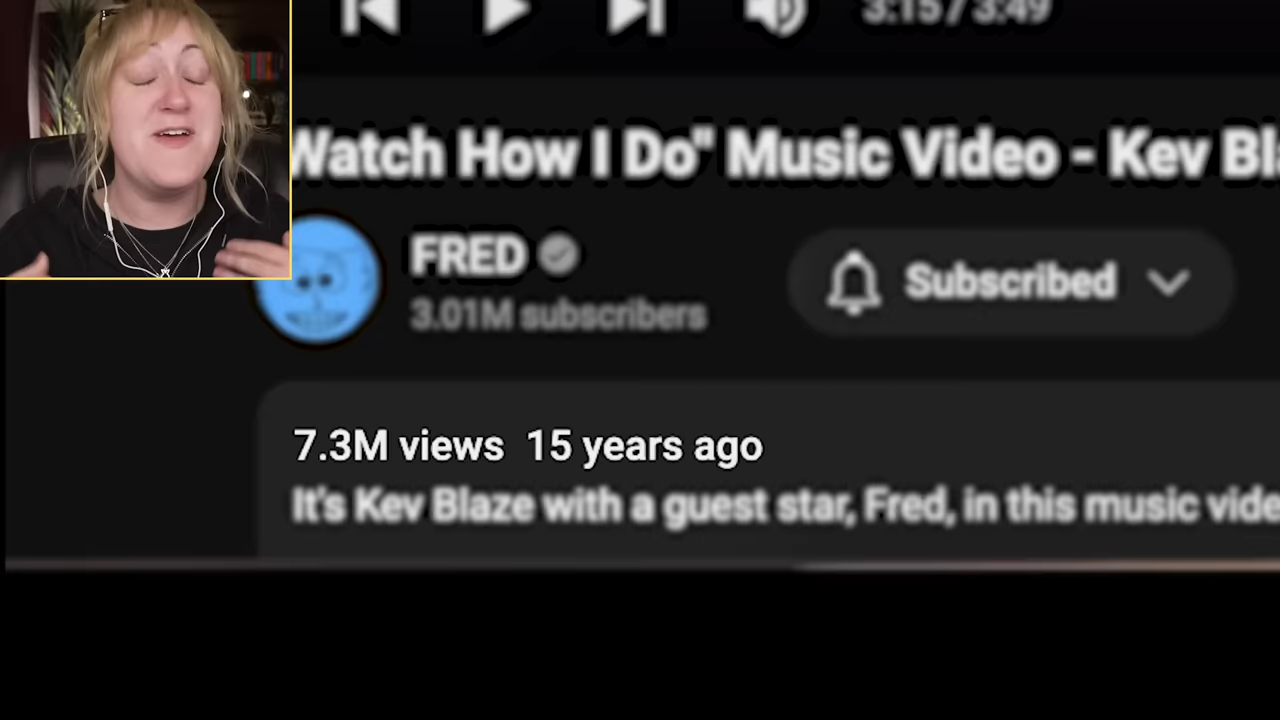 3:15 / 3:49
Watch How I Do" Music Video - Kev Bla
FRED
3.01M subscribers
Subscribed
7.3M views 15 years ago
It's Kev Blaze with a guest star, Fred, in this music vide